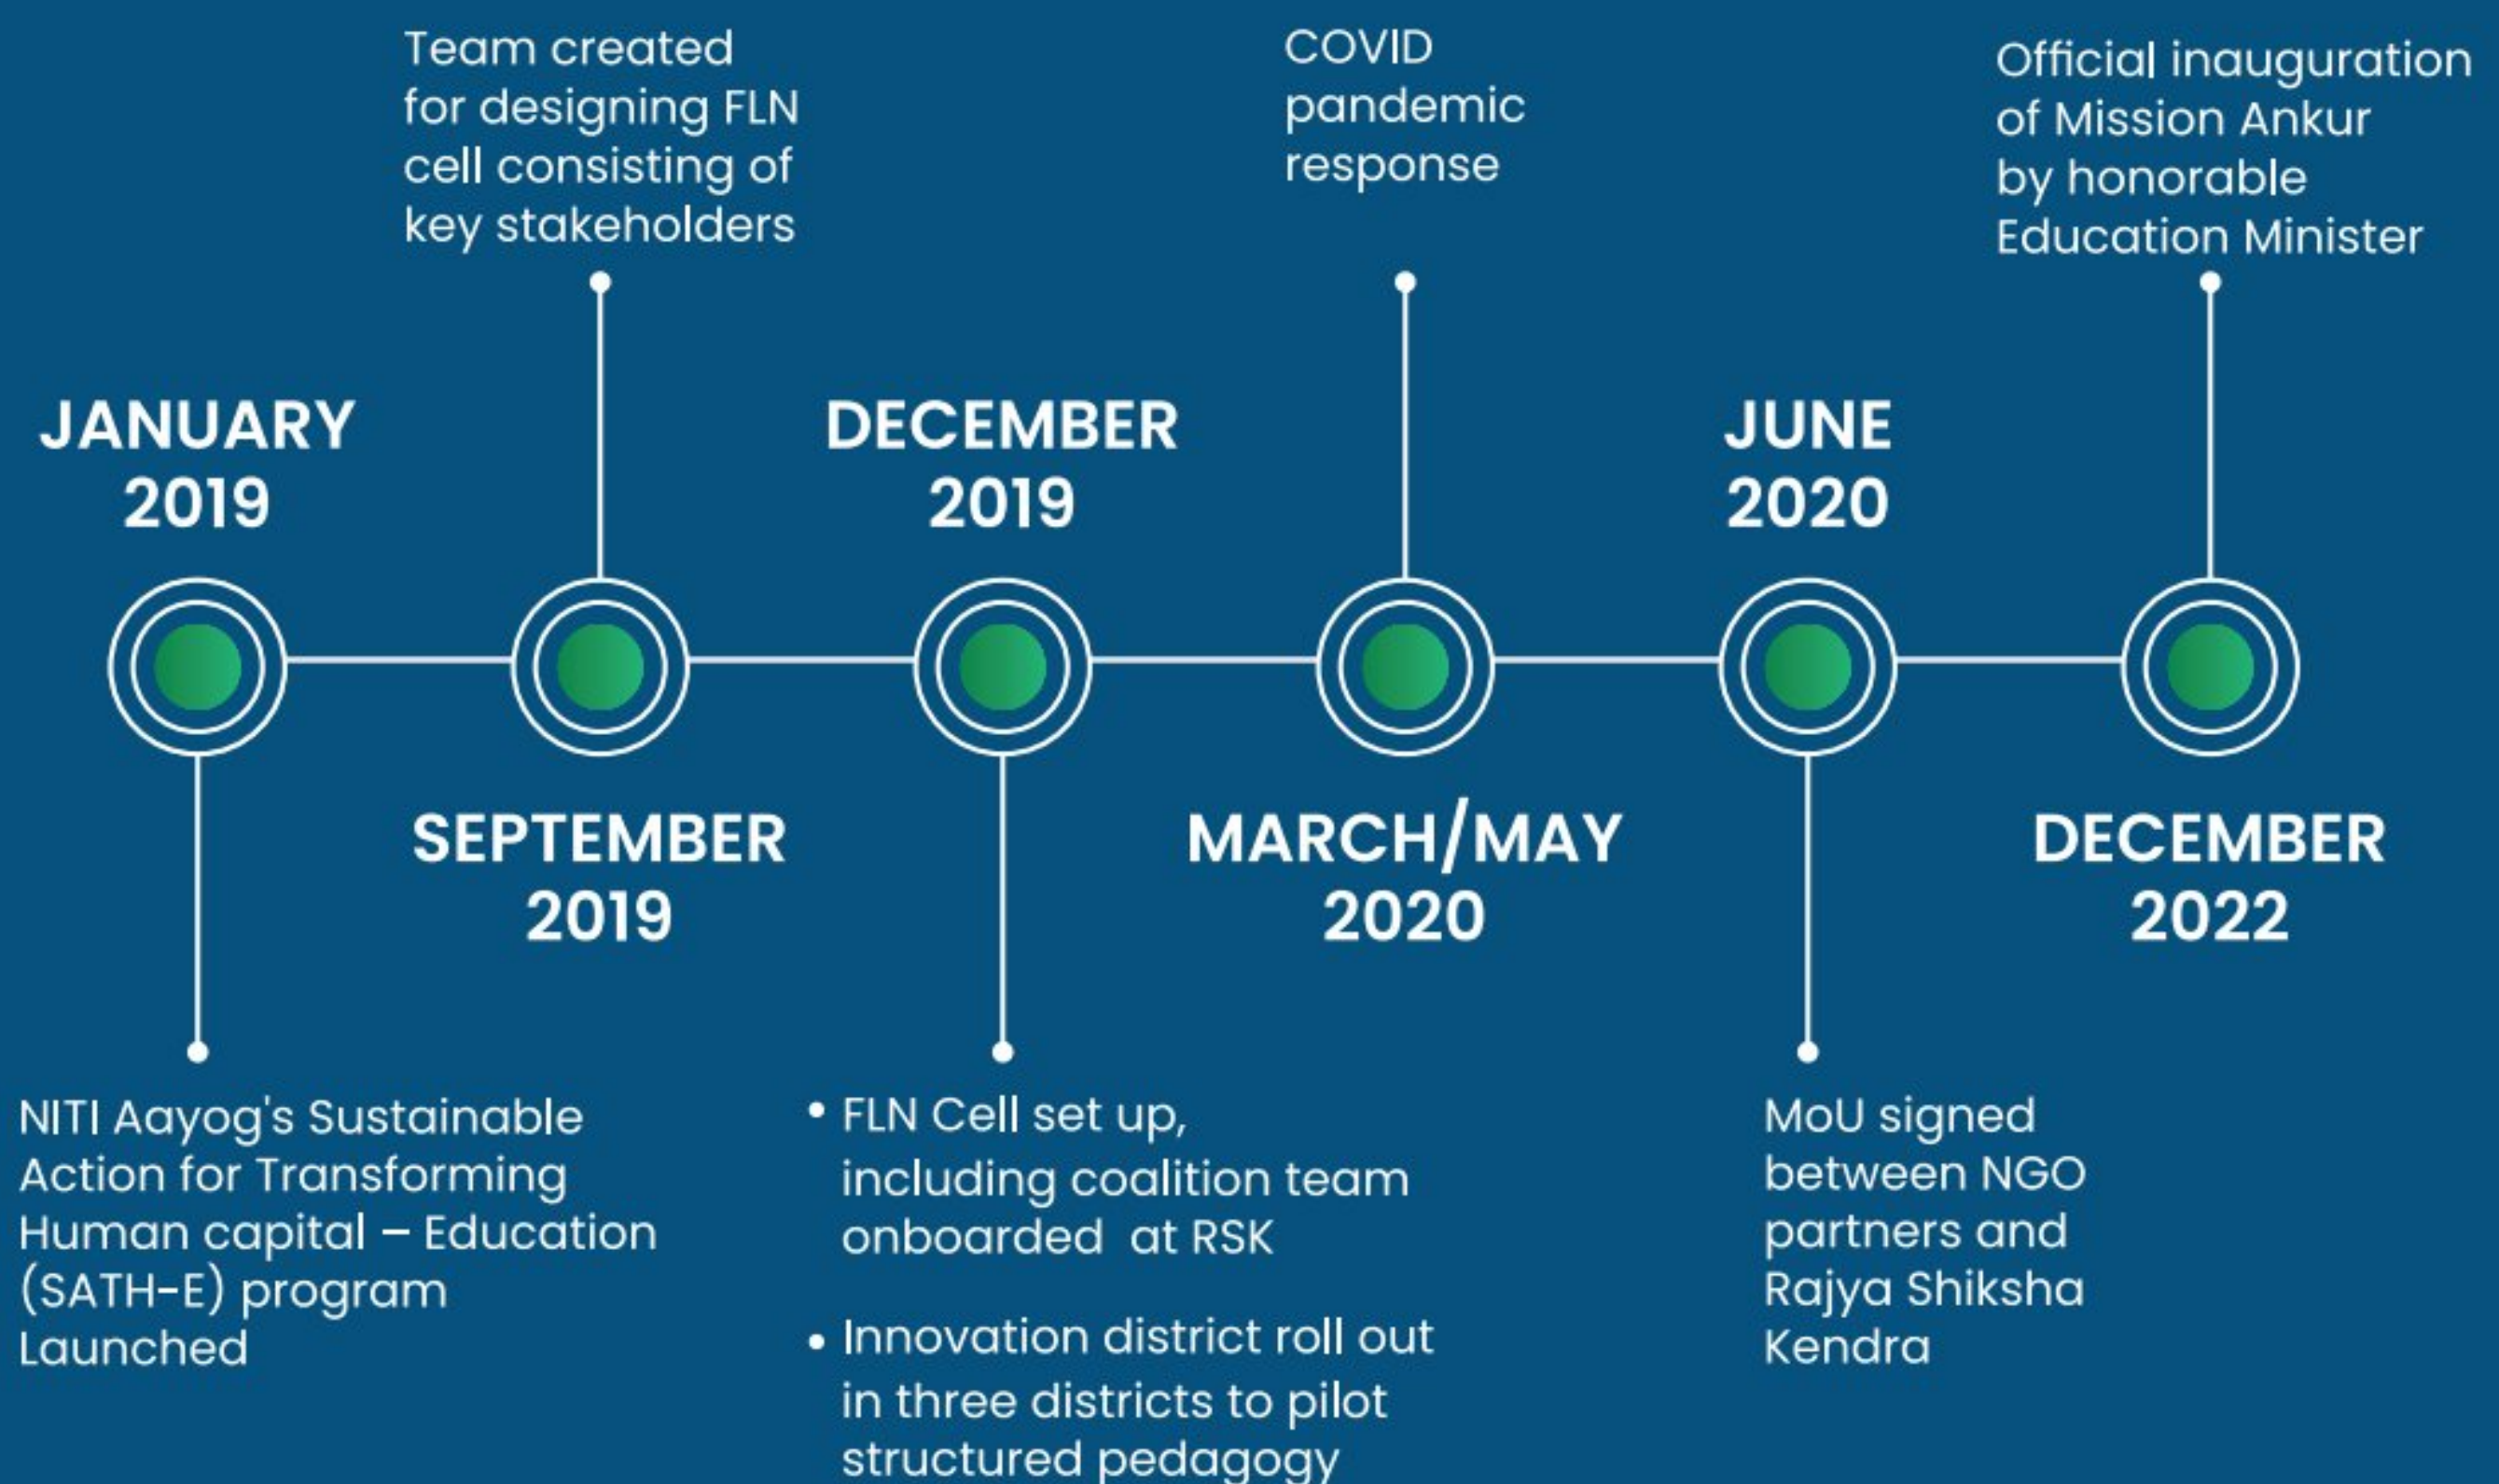 JANUARY
2019
NITI Aayog's Sustainable
Action for Transforming
Human capital – Education
(SATH-E) program
Launched
Team created
for designing FLN
cell consisting of
key stakeholders
SEPTEMBER
2019
DECEMBER
2019
• FLN Cell set up,
including coalition team
onboarded at RSK
• Innovation district roll out
in three districts to pilot
structured pedagogy
COVID
pandemic
response
MARCH/MAY
2020
JUNE
2020
MoU signed
between NGO
partners and
Rajya Shiksha
Kendra
Official inauguration
of Mission Ankur
by honorable
Education Minister
DECEMBER
2022